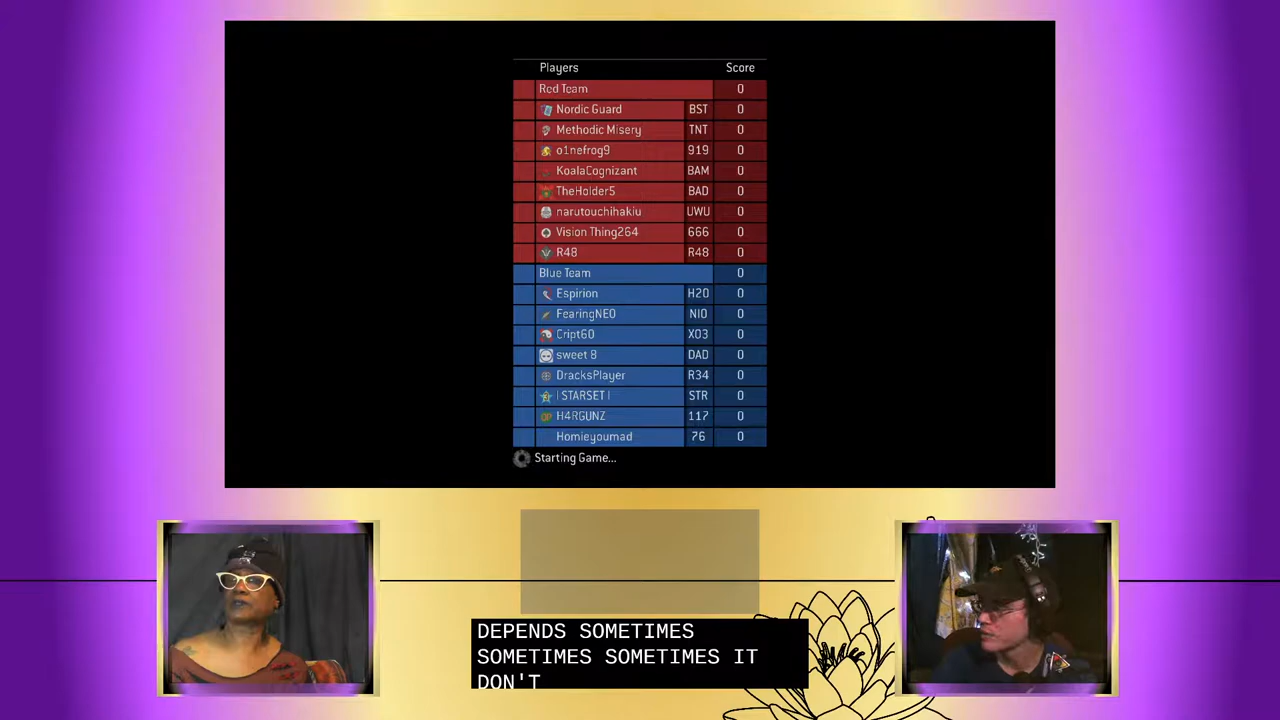 Players Score
Red Team 0
Nordic Guard BST 0
Methodic Misery TNT 0
o1nefrog9 919 0
KoalaCognizant BAM 0
TheHolder5 BAD 0
narutouchihakiu UWU 0
Vision Thing264 666 0
R48 R48 0
Blue Team 0
Espirion H20 0
FearingNEO NIO 0
Cript60 XO3 0
sweet 8 DAD 0
DracksPlayer R34 0
| STARSET | STR 0
H4RGUNZ 117 0
Homieyoumad 76 0
Starting Game...
DEPENDS SOMETIMES
SOMETIMES SOMETIMES IT
DON'T